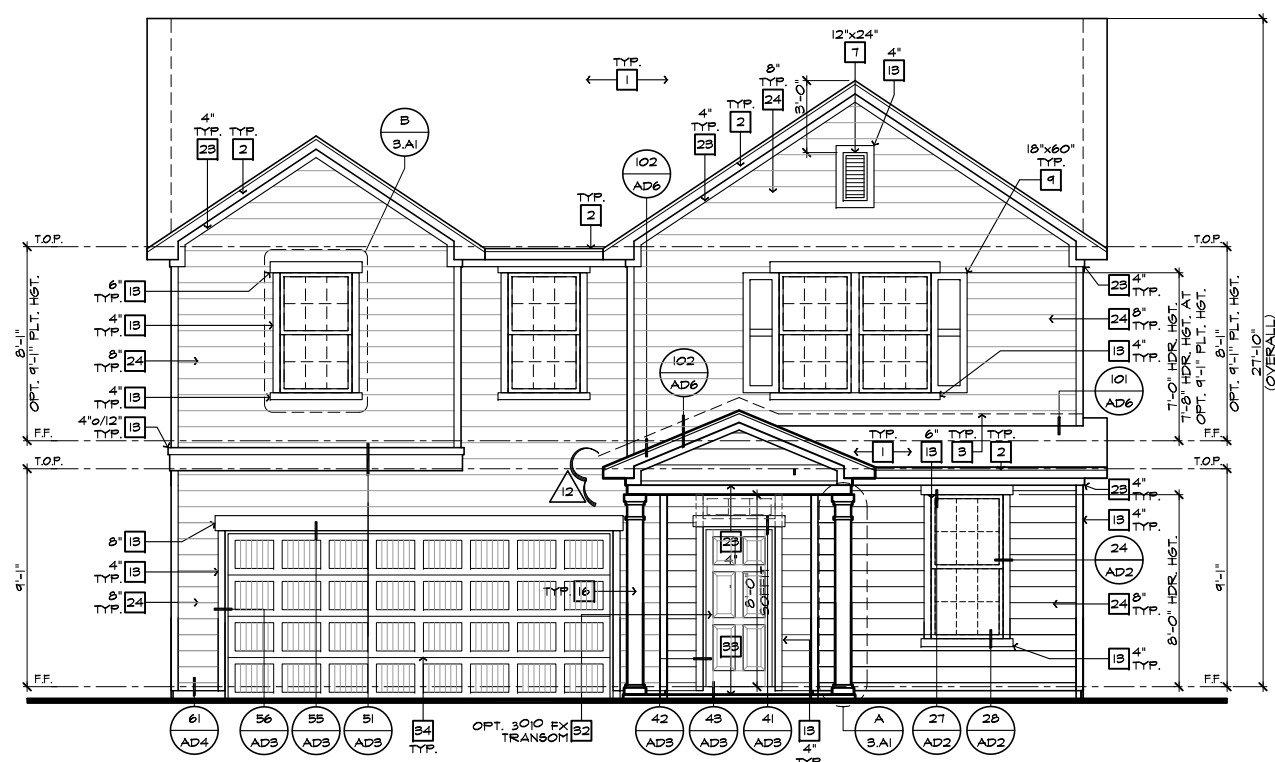 12"x24"
7
4"
13
TYP.
1
8"
TYP.
24
3'-0"
4"
TYP.
23
TYP.
2
B
3.A1
4"
TYP.
23
TYP.
2
102
AD6
18"x60"
TYP.
9
TYP.
2
T.O.P.
T.O.P.
8'-1"
OPT. 9'-1" PLT. HGT.
6"
TYP.
13
4"
TYP.
13
8"
TYP.
24
4"
TYP.
13
4"o/12"
TYP.
13
F.F.
T.O.P.
23
4"
TYP.
24
8"
TYP.
13
4"
TYP.
7'-0" HDR. HGT.
7'-8" HDR. HGT. AT
OPT. 9'-1" PLT. HGT.
8'-1"
OPT. 9'-1" PLT. HGT.
27'-10"
(OVERALL)
102
AD6
101
AD6
F.F.
T.O.P.
TYP.
1
6"
13
TYP.
3
TYP.
2
12
23
4"
TYP.
13
4"
TYP.
24
AD2
24
8"
TYP.
13
4"
TYP.
8'-0" HDR. HGT.
9'-1"
9'-1"
8"
13
4"
TYP.
13
8"
TYP.
24
F.F.
F.F.
TYP.
16
23
4"
8'-0"
SOFFIT
33
61
AD4
56
AD3
55
AD3
51
AD3
34
TYP.
OPT. 3010 FX
TRANSOM
32
42
AD3
43
AD3
41
AD3
13
4"
TYP.
A
3.A1
27
AD2
28
AD2